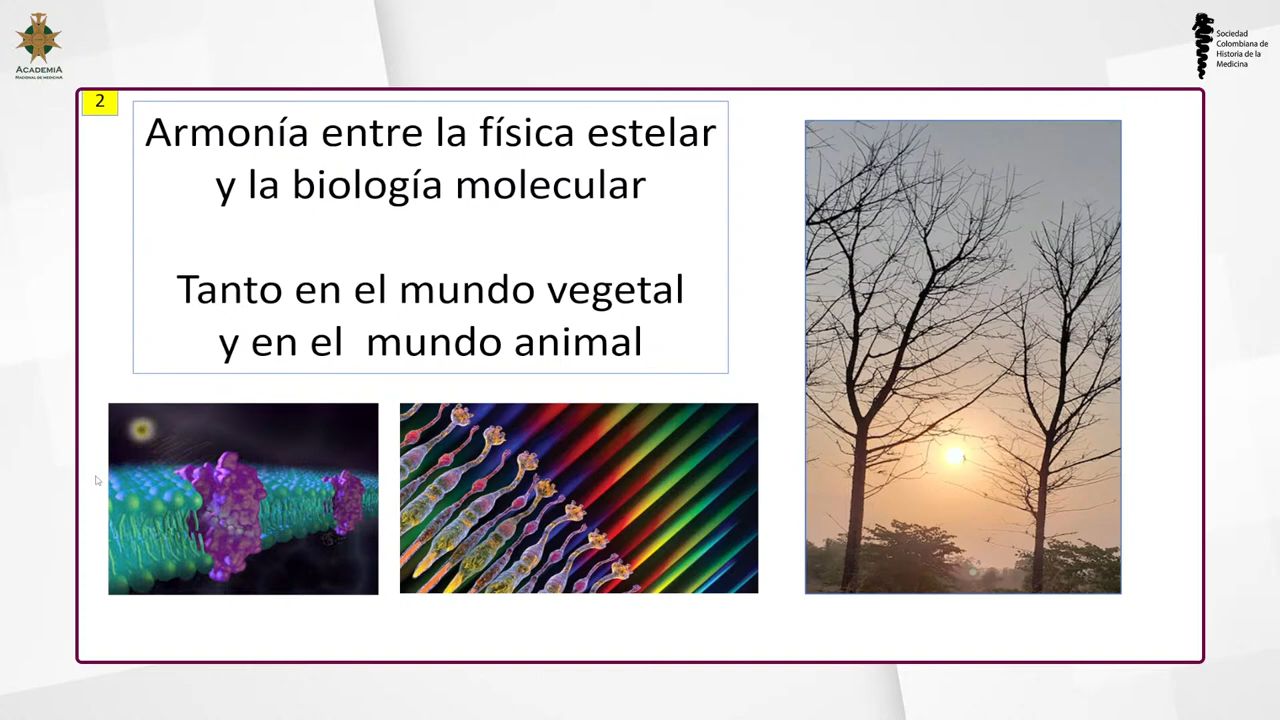 ACADEMIA
NACIONAL DE MEDICINA
Sociedad
Colombiana de
Historia de la
Medicina
2
Armonía entre la física estelar
y la biología molecular
Tanto en el mundo vegetal
y en el mundo animal